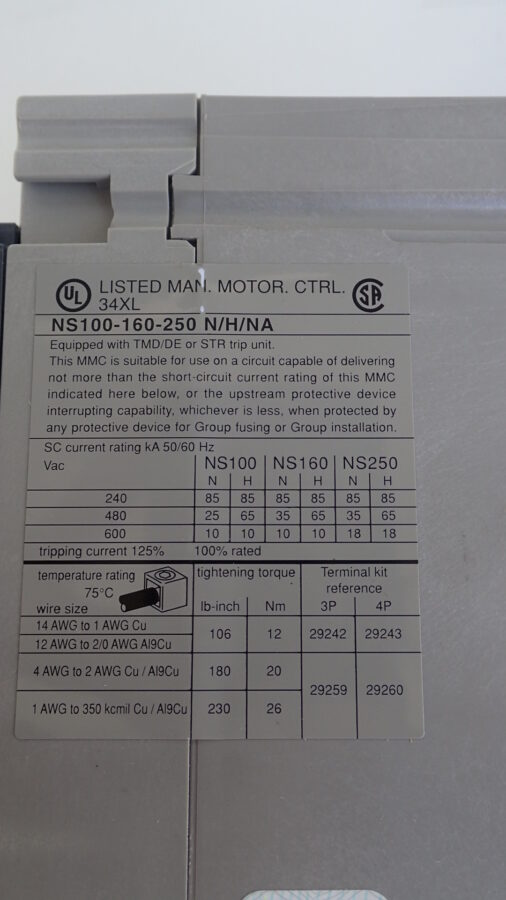 UL LISTED MAN. MOTOR. CTRL. SA
34XL
NS100-160-250 N/H/NA
Equipped with TMD/DE or STR trip unit.
This MMC is suitable for use on a circuit capable of delivering
not more than the short-circuit current rating of this MMC
indicated here below, or the upstream protective device
interrupting capability, whichever is less, when protected by
any protective device for Group fusing or Group installation.
SC current rating kA 50/60 Hz
Vac NS100 NS160 NS250
N H N H N H
240 85 85 85 85 85 85
480 25 65 35 65 35 65
600 10 10 10 10 18 18
tripping current 125% 100% rated
temperature rating 75°C tightening torque Terminal kit reference
wire size lb-inch Nm 3P 4P
14 AWG to 1 AWG Cu 106 12 29242 29243
12 AWG to 2/0 AWG Al9Cu
4 AWG to 2 AWG Cu / Al9Cu 180 20 29259 29260
1 AWG to 350 kcmil Cu / Al9Cu 230 26